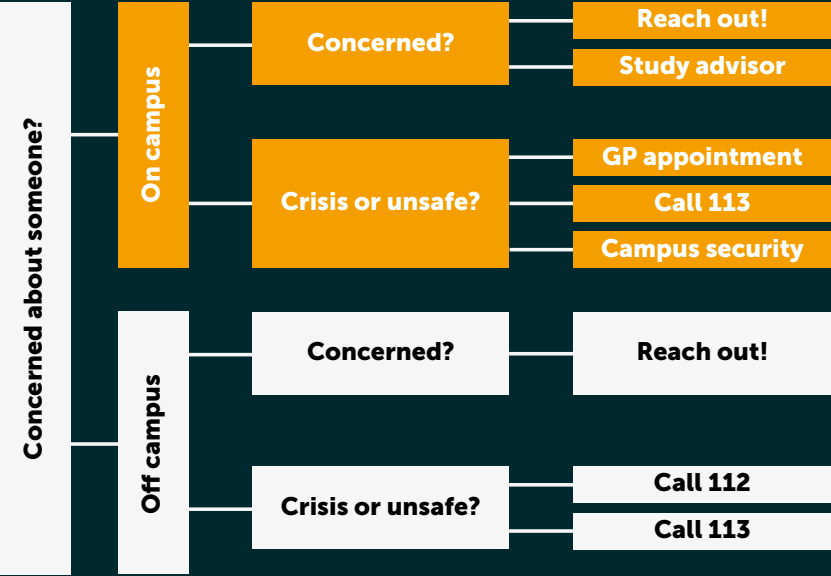 Concerned about someone?
On campus
Concerned?
Reach out!
Study advisor
Crisis or unsafe?
GP appointment
Call 113
Campus security
Off campus
Concerned?
Reach out!
Crisis or unsafe?
Call 112
Call 113